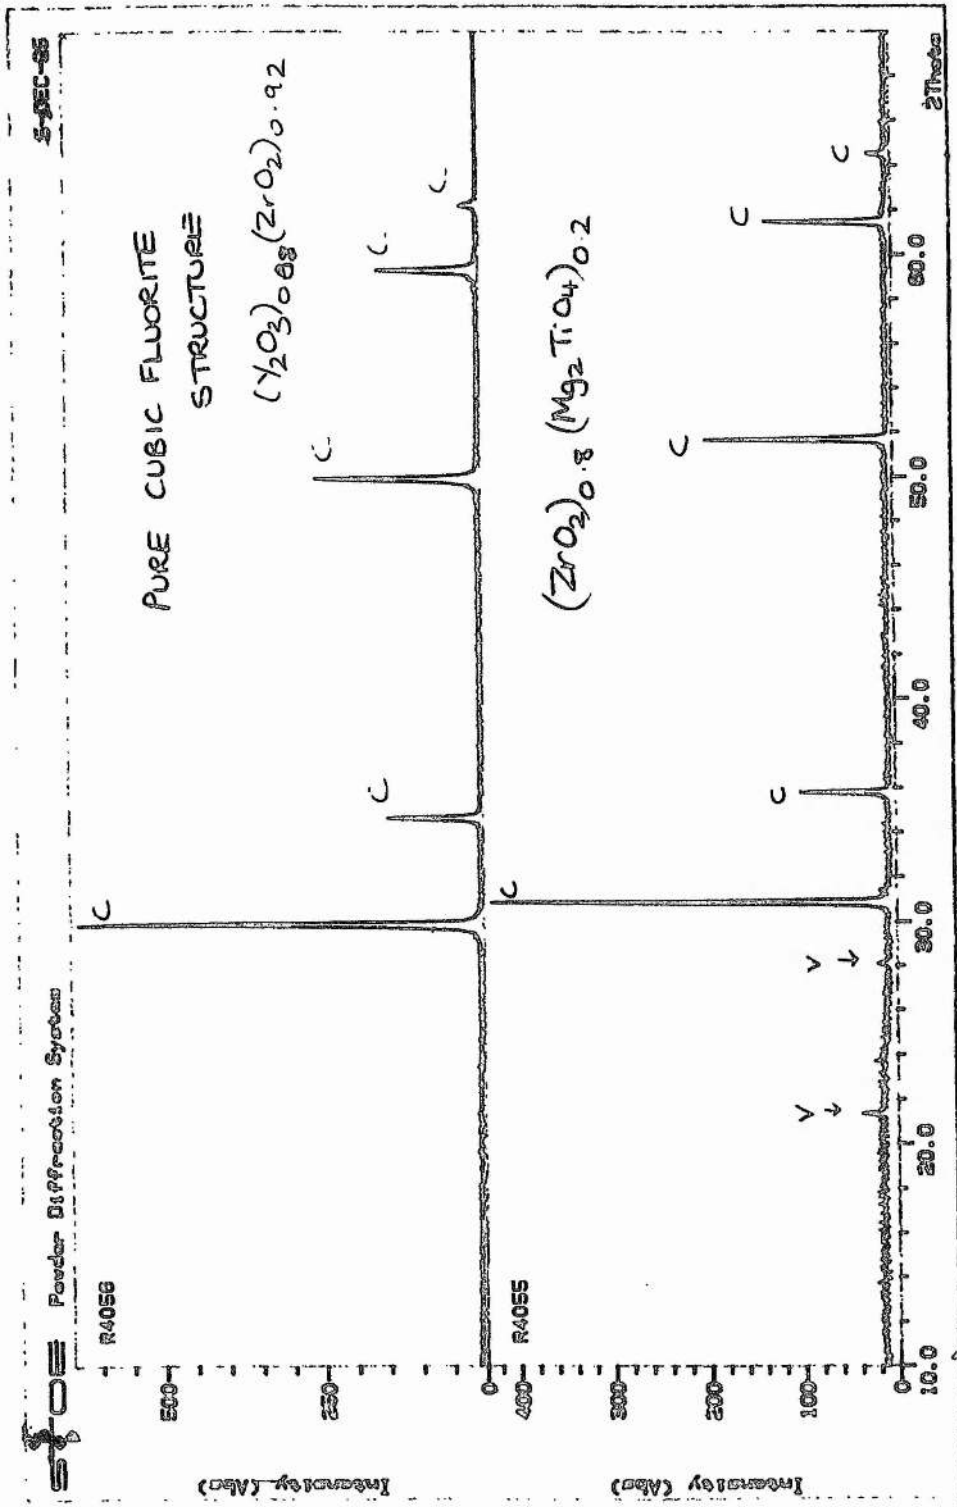 STOE Powder Diffraction System
5-DEC-86
R4056
PURE CUBIC FLUORITE
STRUCTURE
(Y2O3)0.08(ZrO2)0.92
C
C
C
C.
C.
500
250
0
Intensity (Abs)
R4055
(ZrO2)0.8 (Mg2TiO4)0.2
V
V
C
C
C
C
C
400
300
200
100
0
Intensity (Abs)
10.0
20.0
30.0
40.0
50.0
60.0
2Theta